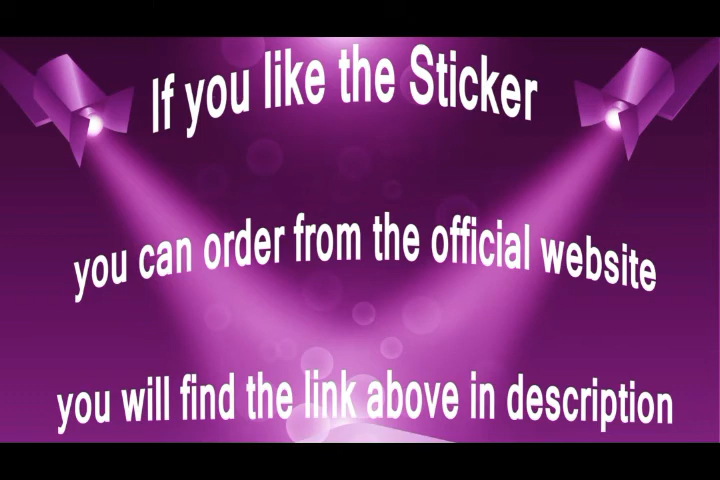 If you like the Sticker
you can order from the official website
you will find the link above in description